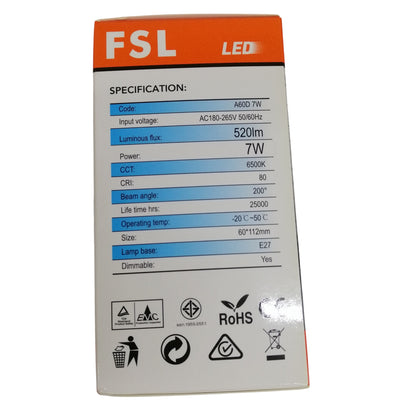 FSL
LED
SPECIFICATION:
Code: A60D 7W
Input voltage: AC180-265V 50/60Hz
Luminous flux: 520lm
Power: 7W
CCT: 6500K
CRI: 80
Beam angle: 200°
Life time hrs: 25000
Operating temp: -20℃~50℃
Size: 60*112mm
Lamp base: E27
Dimmable: Yes
EMC
RoHS
CE